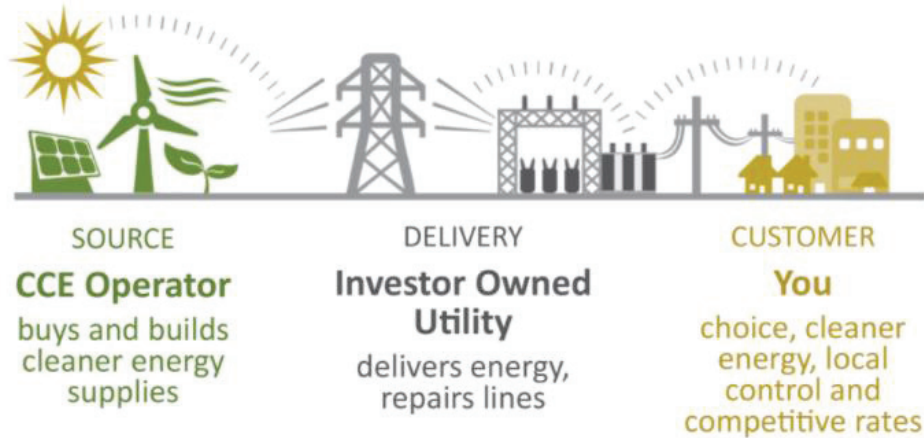 SOURCE
CCE Operator
buys and builds
cleaner energy
supplies
DELIVERY
Investor Owned
Utility
delivers energy,
repairs lines
CUSTOMER
You
choice, cleaner
energy, local
control and
competitive rates